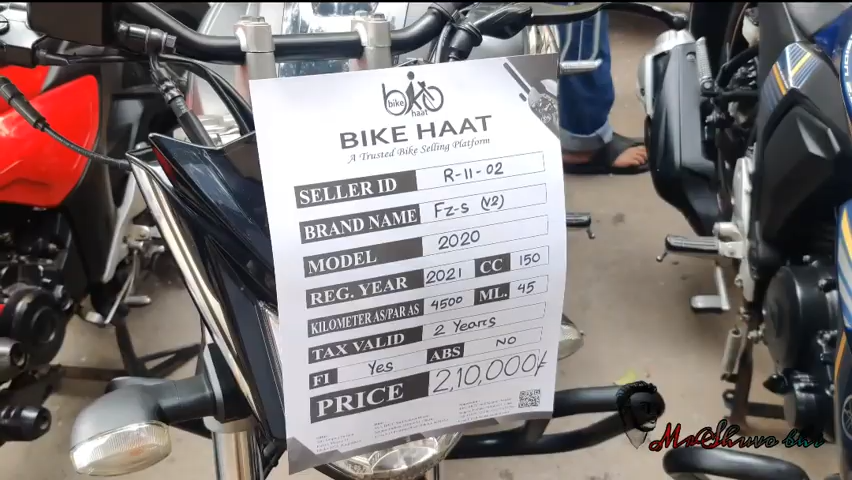 bike
haat
BIKE HAAT
A Trusted Bike Selling Platform
SELLER ID R-11-02
BRAND NAME Fz-s (V2)
MODEL 2020
REG. YEAR 2021 CC 150
KILOMETER AS/PAR AS 4500 ML. 45
TAX VALID 2 Years
FI Yes ABS NO
PRICE 2,10,000/-